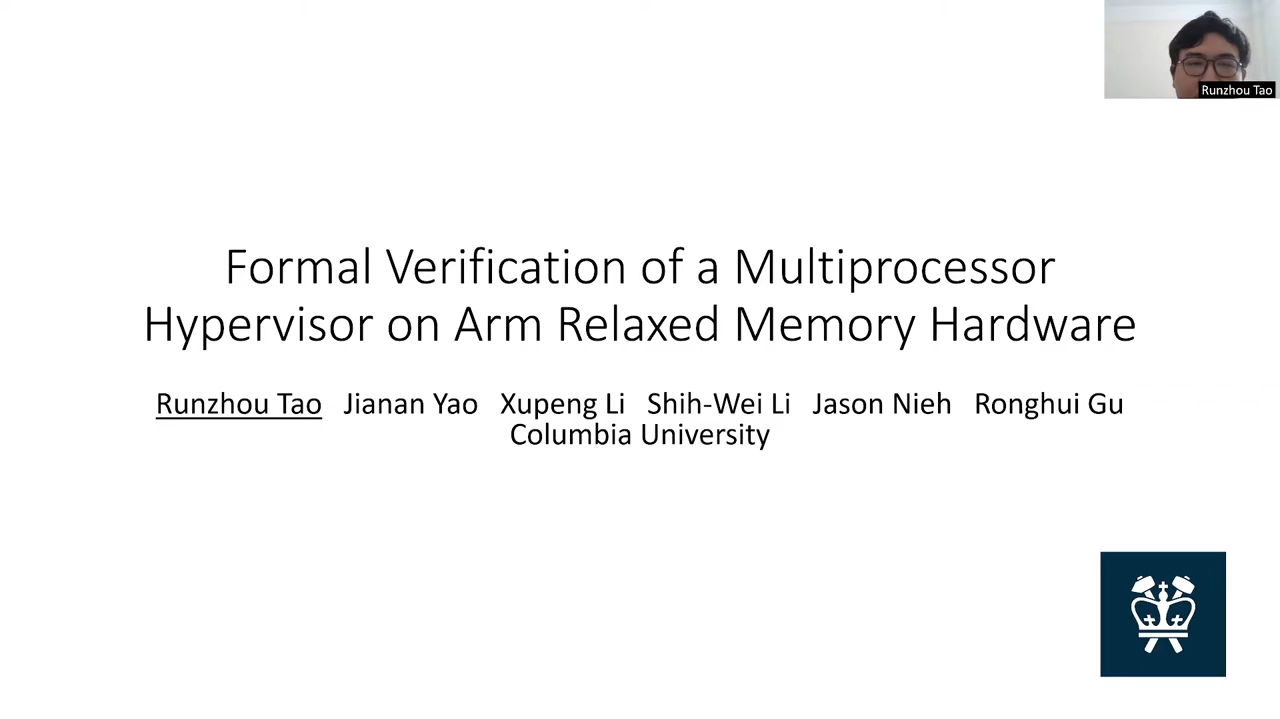 Runzhou Tao
Formal Verification of a Multiprocessor
Hypervisor on Arm Relaxed Memory Hardware
Runzhou Tao Jianan Yao Xupeng Li Shih-Wei Li Jason Nieh Ronghui Gu
Columbia University